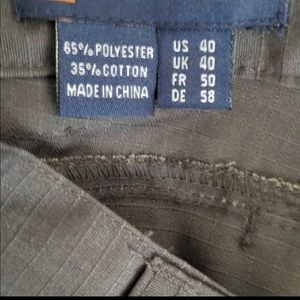 65% POLYESTER
35% COTTON
MADE IN CHINA
US 40
UK 40
FR 50
DE 58